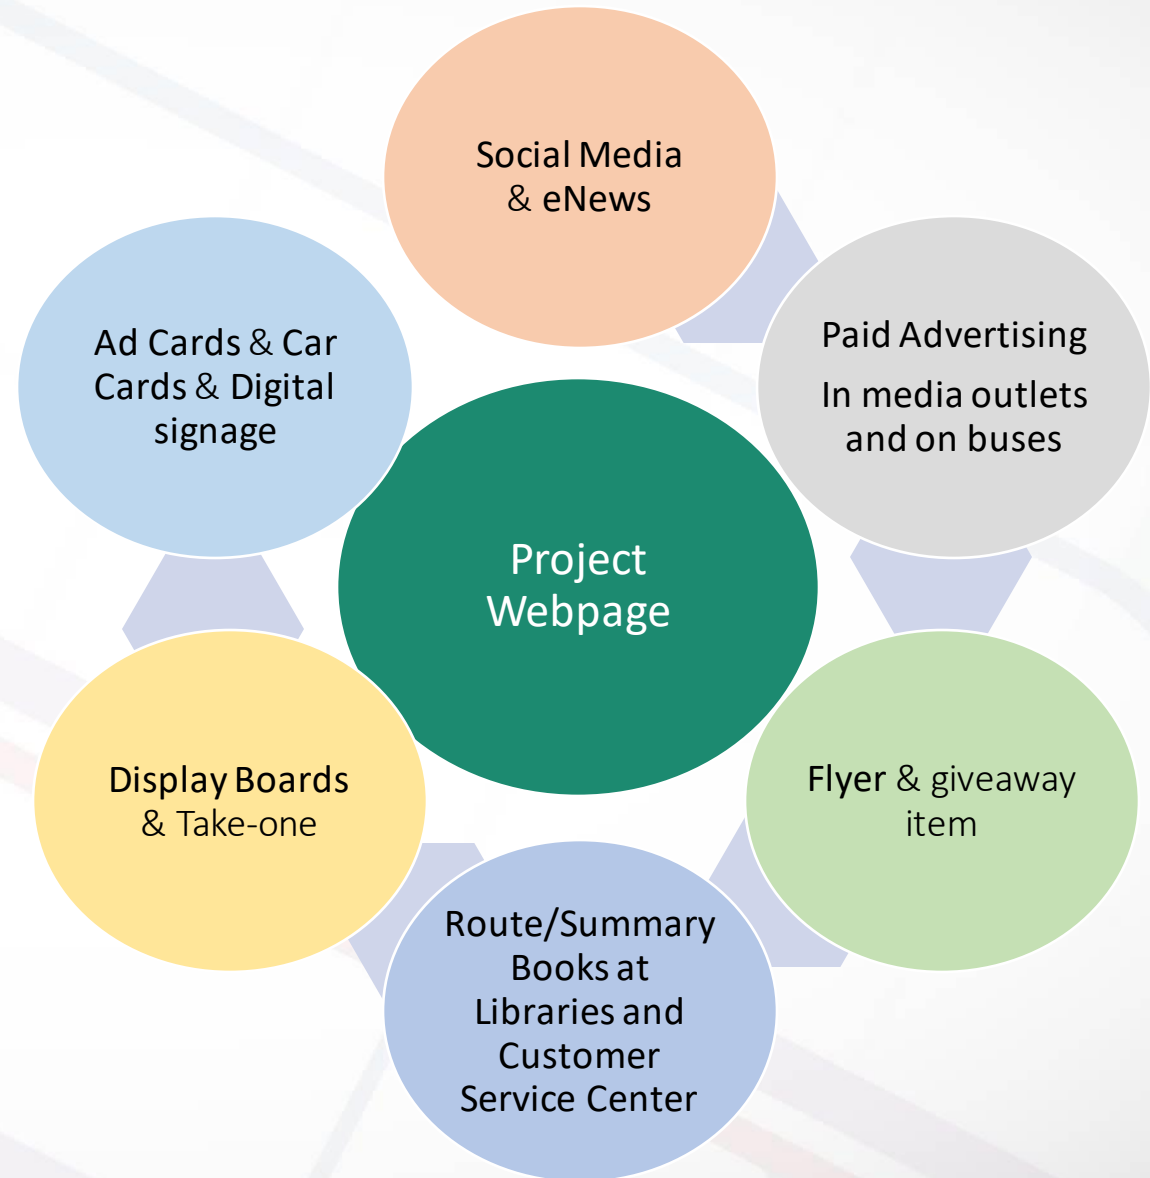 Social Media
& eNews
Ad Cards & Car
Cards & Digital
signage
Paid Advertising
In media outlets
and on buses
Project
Webpage
Display Boards
& Take-one
Flyer & giveaway
item
Route/Summary
Books at
Libraries and
Customer
Service Center